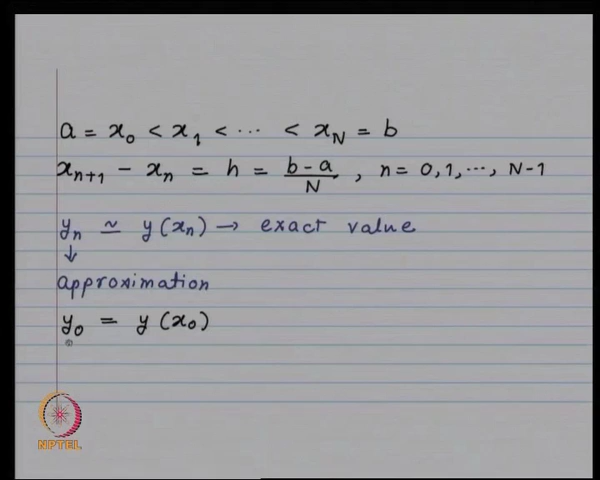 a = x₀ < x₁ < ⋯ < x_N = b
x_{n+1} − x_n = h = (b−a)/N , n = 0, 1, ⋯, N−1
y_n ≃ y(x_n) → exact value
↓
approximation
y₀ = y(x₀)
NPTEL